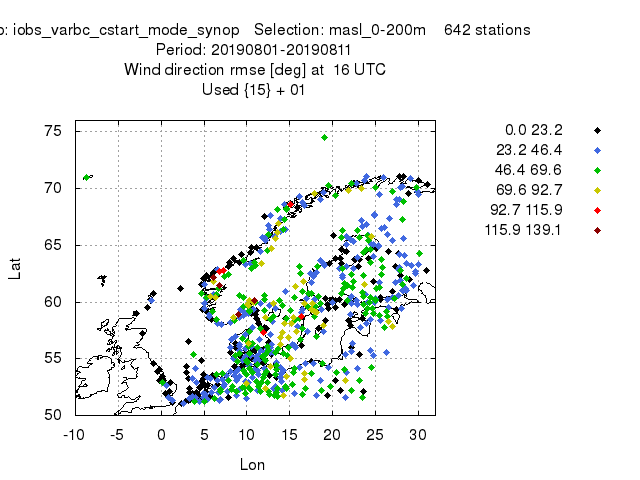 : iobs_varbc_cstart_mode_synop Selection: masl_0-200m 642 stations
Period: 20190801-20190811
Wind direction rmse [deg] at 16 UTC
Used {15} + 01
0.0 23.2
23.2 46.4
46.4 69.6
69.6 92.7
92.7 115.9
115.9 139.1
75
70
65
60
55
50
Lat
-10 -5 0 5 10 15 20 25 30
Lon